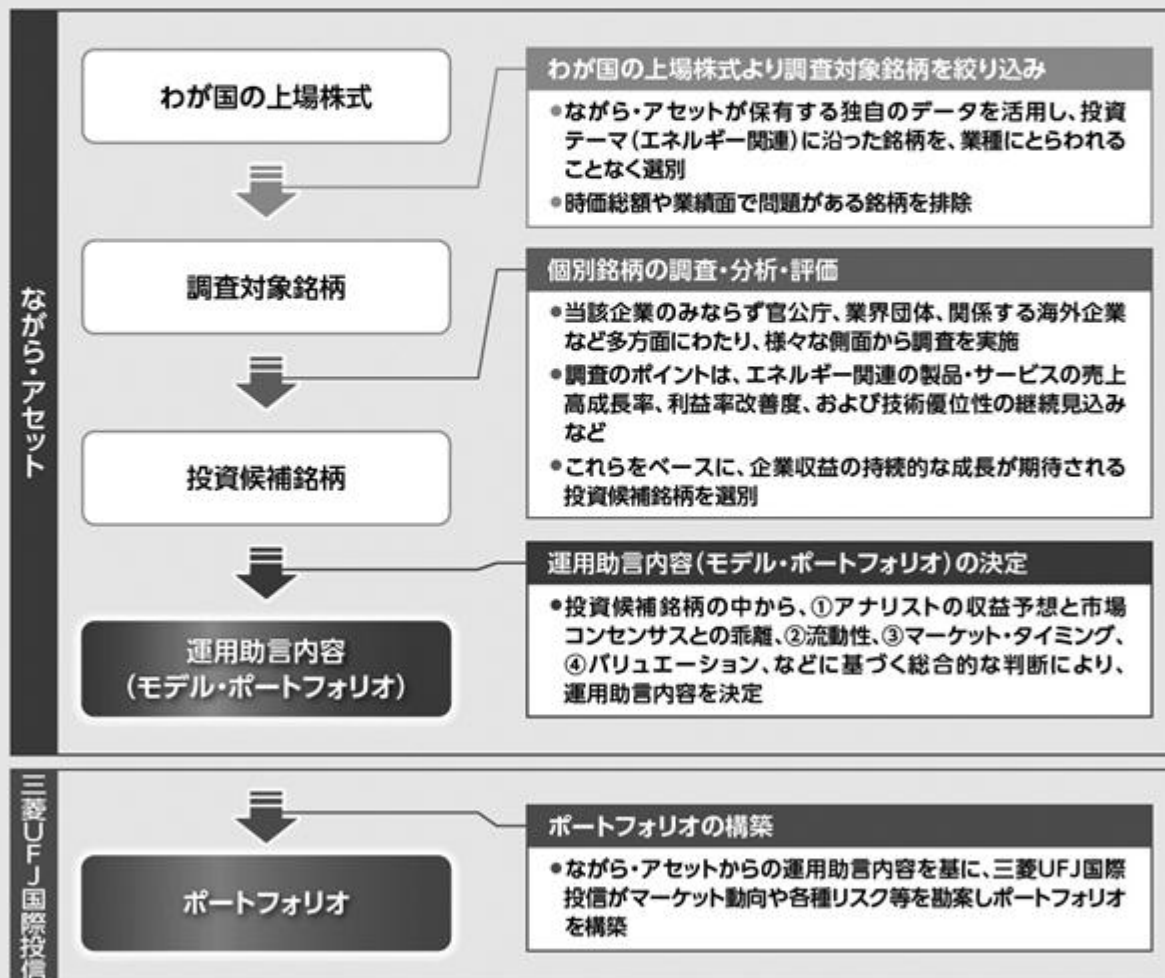 ながら・アセット
わが国の上場株式
わが国の上場株式より調査対象銘柄を絞り込み
●ながら・アセットが保有する独自のデータを活用し、投資
テーマ(エネルギー関連)に沿った銘柄を、業種にとらわれる
ことなく選別
●時価総額や業績面で問題がある銘柄を排除
調査対象銘柄
個別銘柄の調査・分析・評価
●当該企業のみならず官公庁、業界団体、関係する海外企業
など多方面にわたり、様々な側面から調査を実施
●調査のポイントは、エネルギー関連の製品・サービスの売上
高成長率、利益率改善度、および技術優位性の継続見込み
など
●これらをベースに、企業収益の持続的な成長が期待される
投資候補銘柄を選別
投資候補銘柄
運用助言内容(モデル・ポートフォリオ)の決定
●投資候補銘柄の中から、①アナリストの収益予想と市場
コンセンサスとの乖離、②流動性、③マーケット・タイミング、
④バリュエーション、などに基づく総合的な判断により、
運用助言内容を決定
運用助言内容
(モデル・ポートフォリオ)
三菱UFJ国際投信
ポートフォリオの構築
●ながら・アセットからの運用助言内容を基に、三菱UFJ国際
投信がマーケット動向や各種リスク等を勘案しポートフォリオ
を構築
ポートフォリオ